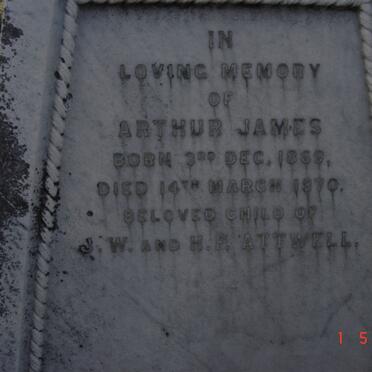 IN
LOVING MEMORY
OF
ARTHUR JAMES
BORN 3RD DEC, 1869,
DIED 14TH MARCH 1870.
BELOVED CHILD OF
J. W. AND H. F. ATTWELL.
1 5